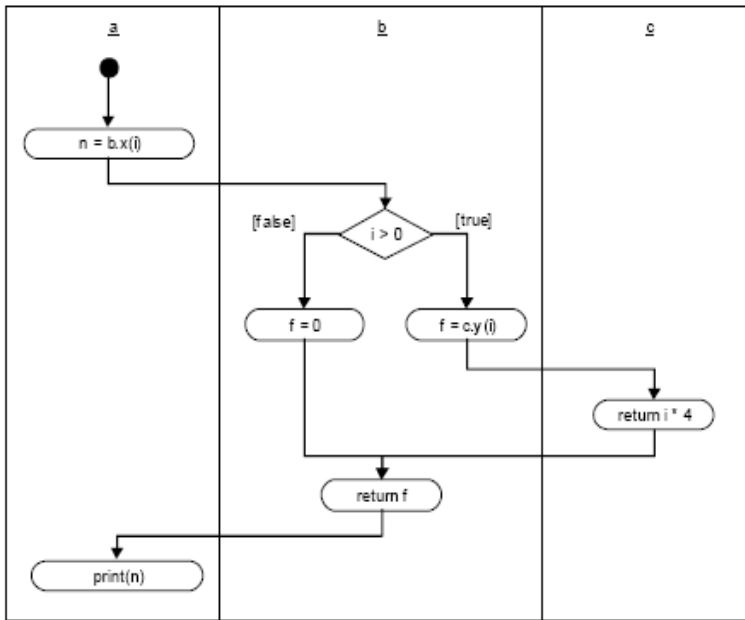 a
b
c
n = b.x(i)
[false]
[true]
i > 0
f = 0
f = c.y(i)
return i * 4
return f
print(n)